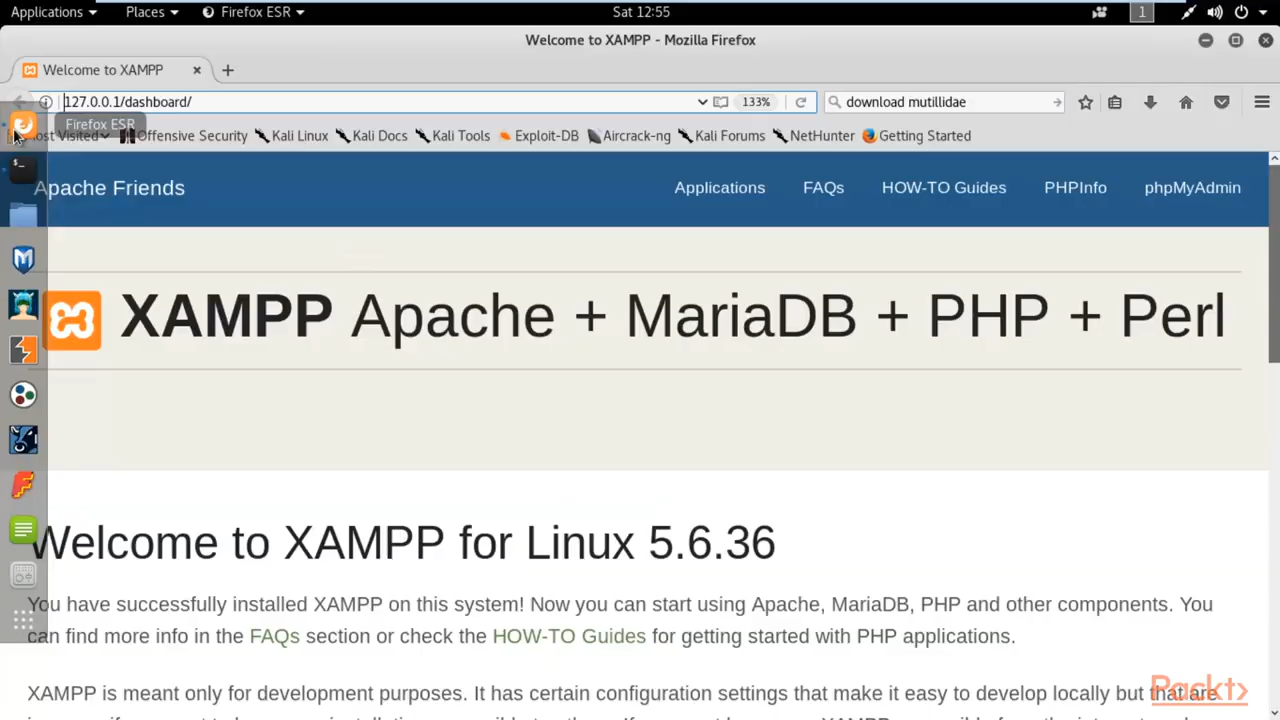 Applications Places Firefox ESR Sat 12:55 1
Welcome to XAMPP - Mozilla Firefox
Welcome to XAMPP
127.0.0.1/dashboard/ 133% download mutillidae
Firefox ESR
Visited Offensive Security Kali Linux Kali Docs Kali Tools Exploit-DB Aircrack-ng Kali Forums NetHunter Getting Started
Apache Friends Applications FAQs HOW-TO Guides PHPInfo phpMyAdmin
XAMPP Apache + MariaDB + PHP + Perl
Welcome to XAMPP for Linux 5.6.36
You have successfully installed XAMPP on this system! Now you can start using Apache, MariaDB, PHP and other components. You
can find more info in the FAQs section or check the HOW-TO Guides for getting started with PHP applications.
XAMPP is meant only for development purposes. It has certain configuration settings that make it easy to develop locally but that are
Packt>